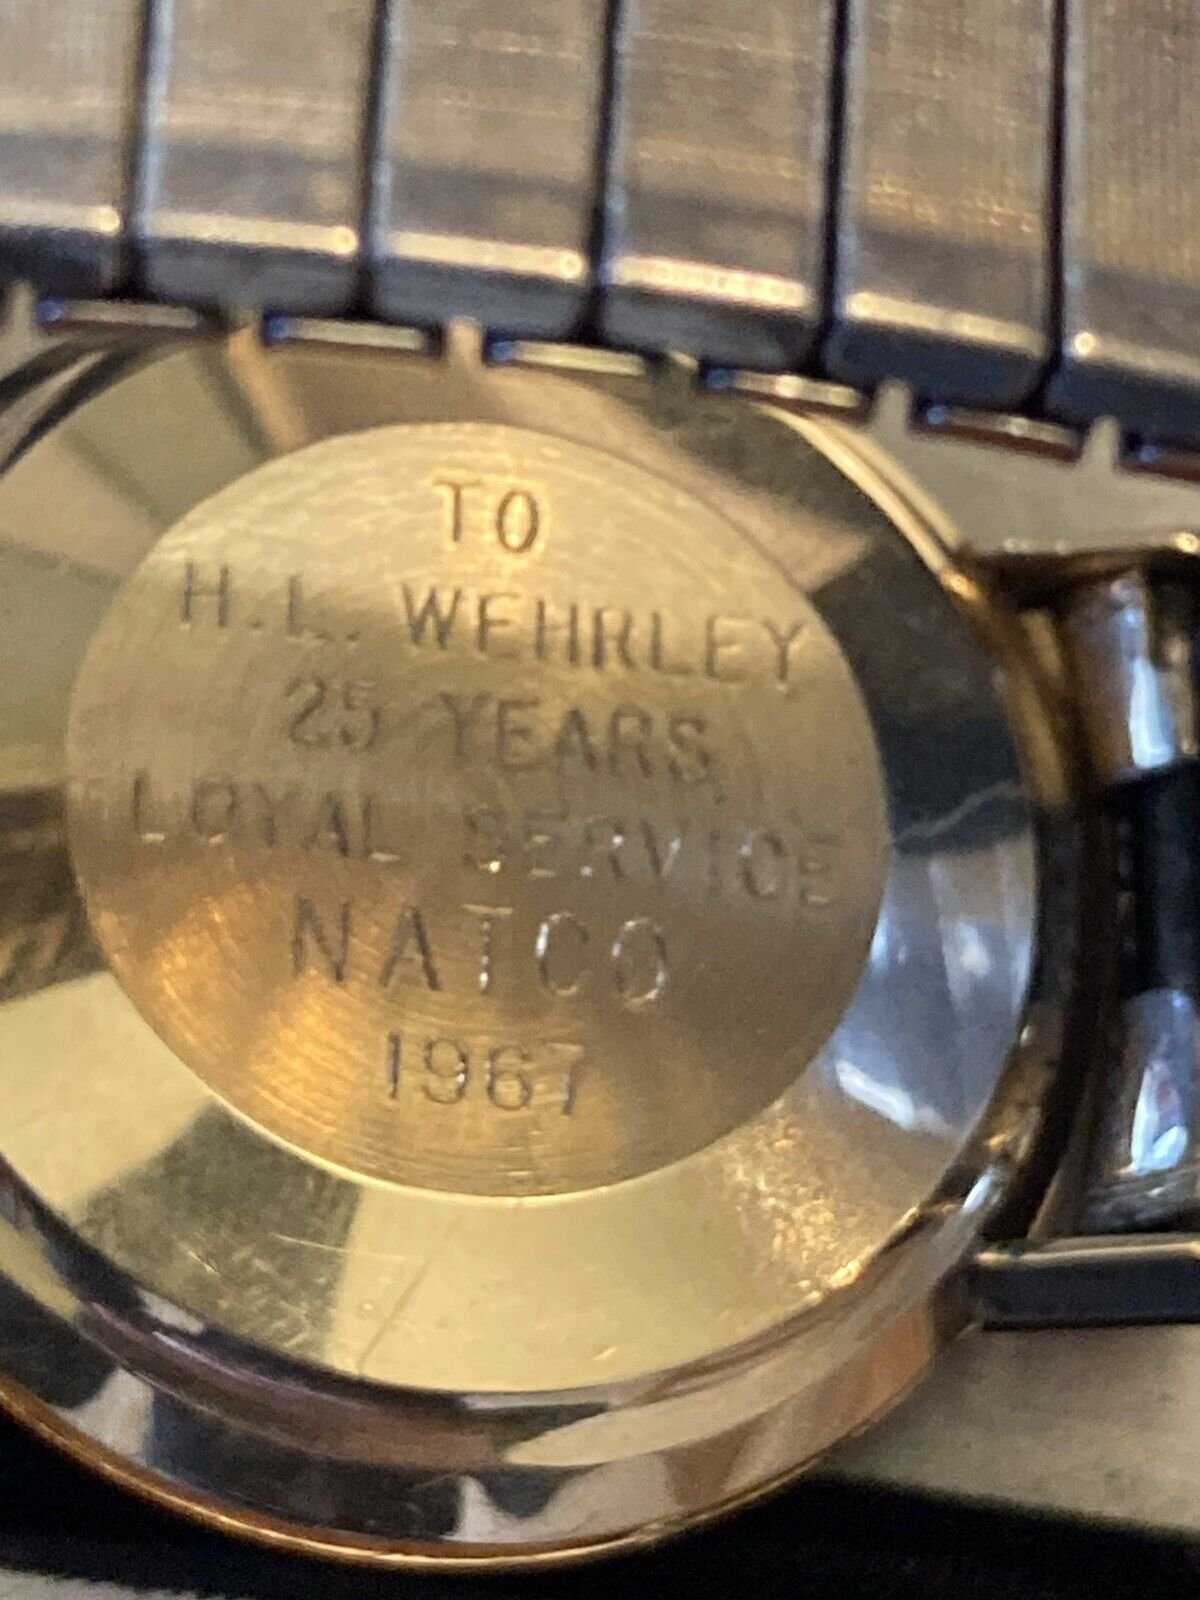 TO
H.L. WEHRLEY
25 YEARS
LOYAL SERVICE
NATCO
1967